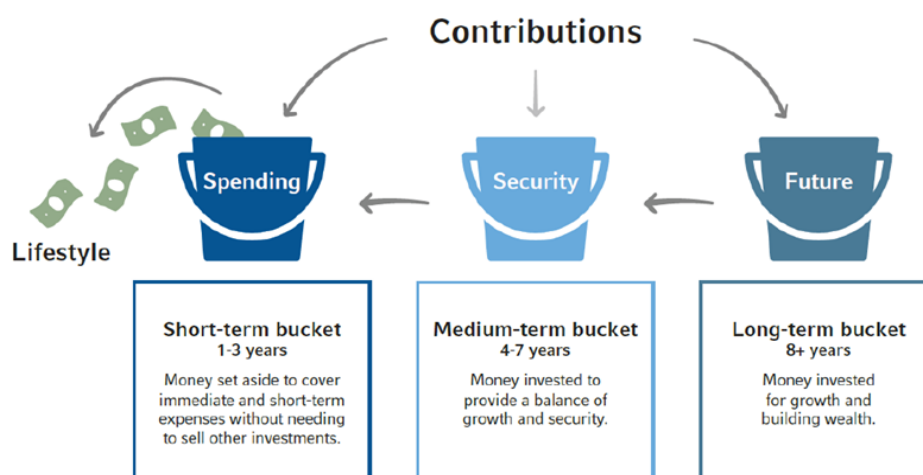 Contributions
Spending
Security
Future
Lifestyle
Short-term bucket
1-3 years
Money set aside to cover
immediate and short-term
expenses without needing
to sell other investments.
Medium-term bucket
4-7 years
Money invested to
provide a balance of
growth and security.
Long-term bucket
8+ years
Money invested
for growth and
building wealth.